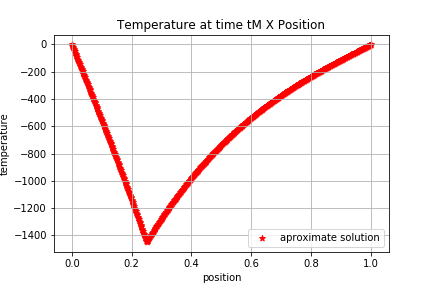 Temperature at time tM X Position
0
−200
−400
−600
−800
−1000
−1200
−1400
temperature
0.0 0.2 0.4 0.6 0.8 1.0
position
aproximate solution